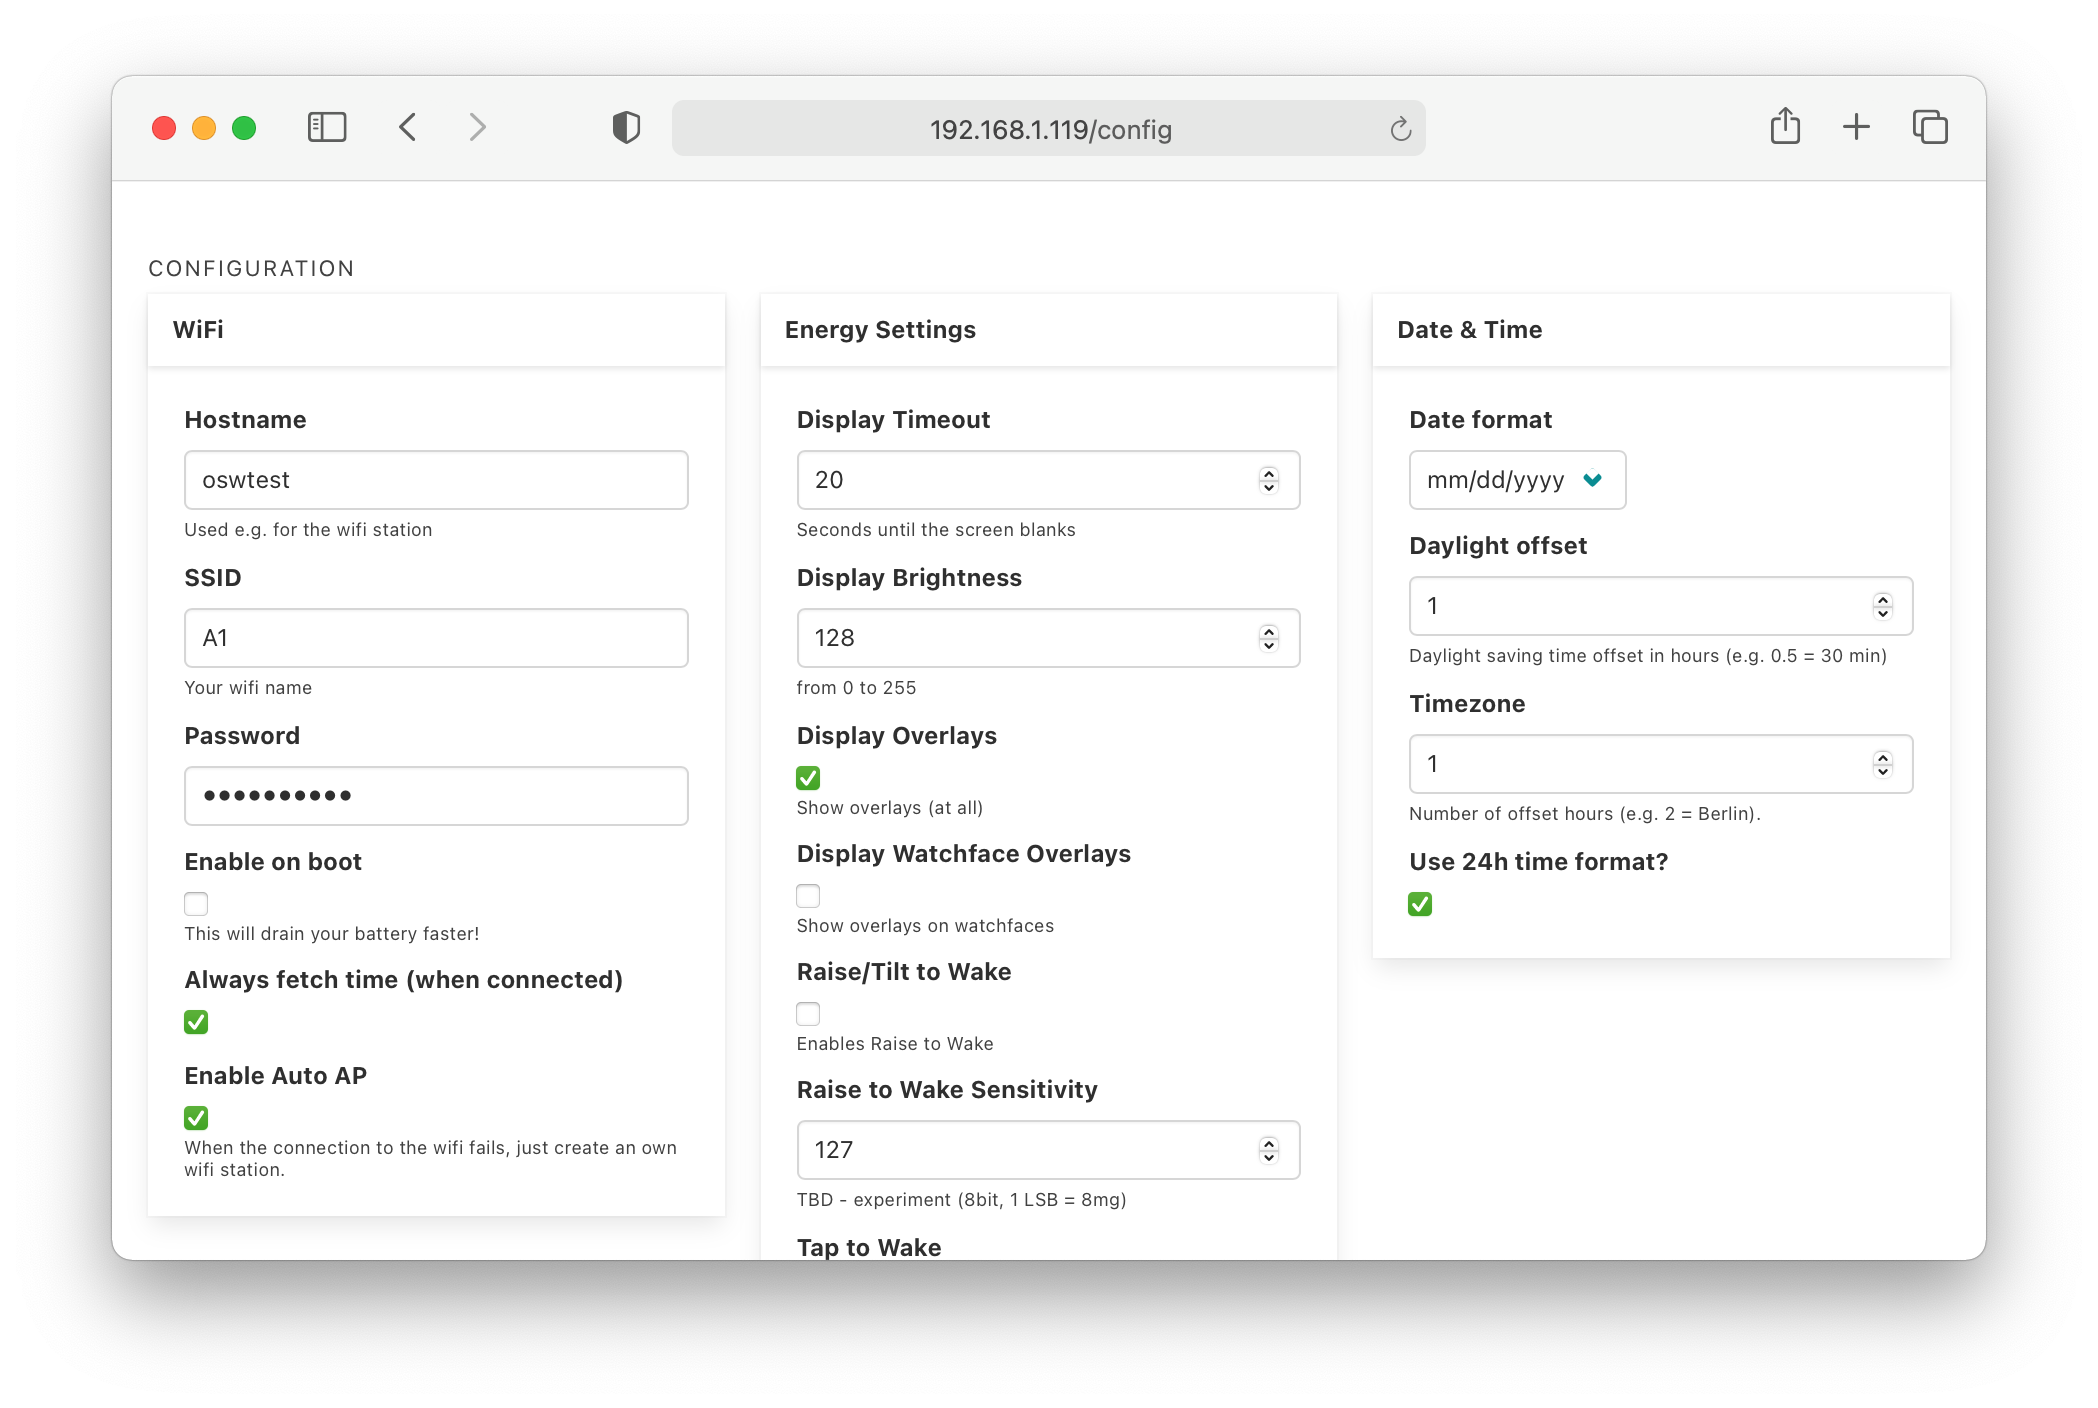 192.168.1.119/config
CONFIGURATION
WiFi
Hostname
oswtest
Used e.g. for the wifi station
SSID
A1
Your wifi name
Password
••••••••••
Enable on boot
This will drain your battery faster!
Always fetch time (when connected)
Enable Auto AP
When the connection to the wifi fails, just create an own
wifi station.
Energy Settings
Display Timeout
20
Seconds until the screen blanks
Display Brightness
128
from 0 to 255
Display Overlays
Show overlays (at all)
Display Watchface Overlays
Show overlays on watchfaces
Raise/Tilt to Wake
Enables Raise to Wake
Raise to Wake Sensitivity
127
TBD - experiment (8bit, 1 LSB = 8mg)
Tap to Wake
Date & Time
Date format
mm/dd/yyyy
Daylight offset
1
Daylight saving time offset in hours (e.g. 0.5 = 30 min)
Timezone
1
Number of offset hours (e.g. 2 = Berlin).
Use 24h time format?